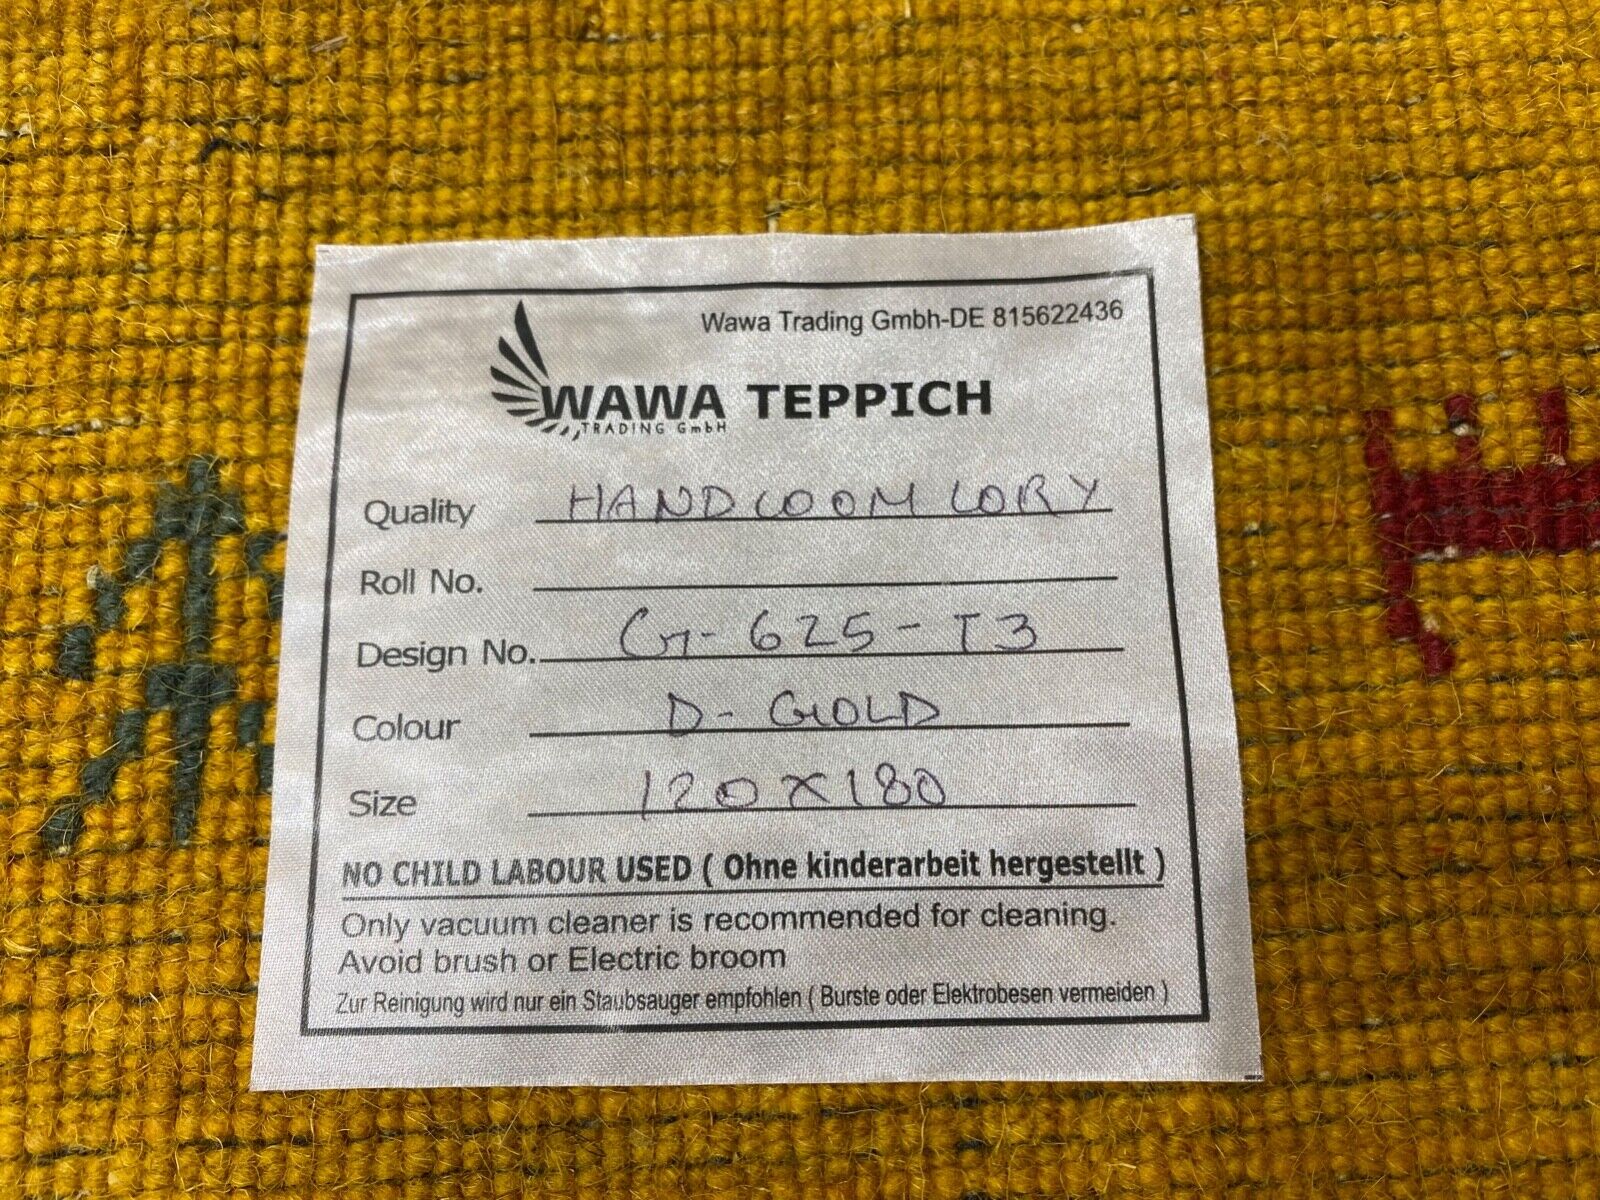 Wawa Trading Gmbh-DE 815622436
WAWA TEPPICH
TRADING GmbH
Quality HANDLOOM LORY
Roll No.
Design No. G-625-T3
Colour D-GOLD
Size 120X180
NO CHILD LABOUR USED ( Ohne kinderarbeit hergestellt )
Only vacuum cleaner is recommended for cleaning.
Avoid brush or Electric broom
Zur Reinigung wird nur ein Staubsauger empfohlen ( Burste oder Elektrobesen vermeiden )